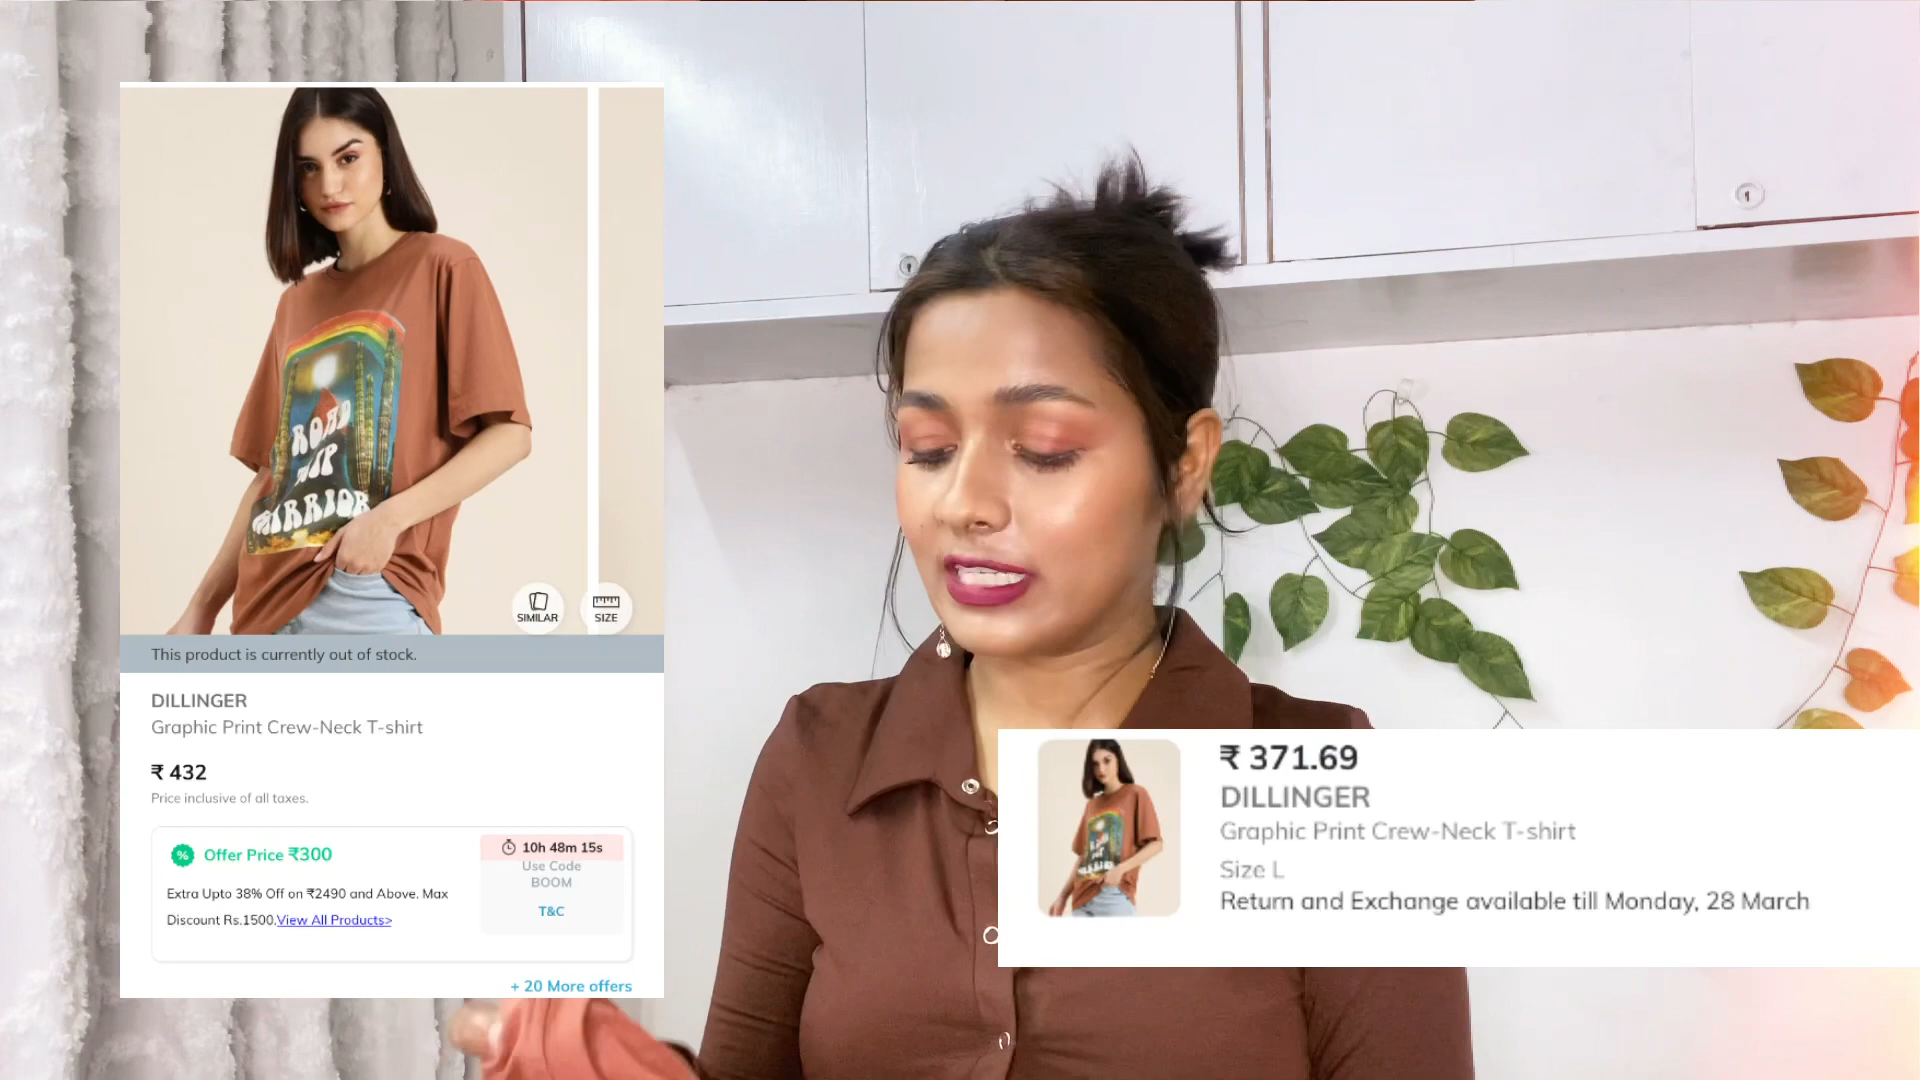 ROAD
TRIP
WARRIOR
SIMILAR
SIZE
This product is currently out of stock.
DILLINGER
Graphic Print Crew-Neck T-shirt
₹ 432
Price inclusive of all taxes.
Offer Price ₹300
10h 48m 15s
Use Code
BOOM
T&C
Extra Upto 38% Off on ₹2490 and Above. Max
Discount Rs.1500.View All Products>
+ 20 More offers
₹ 371.69
DILLINGER
Graphic Print Crew-Neck T-shirt
Size L
Return and Exchange available till Monday, 28 March